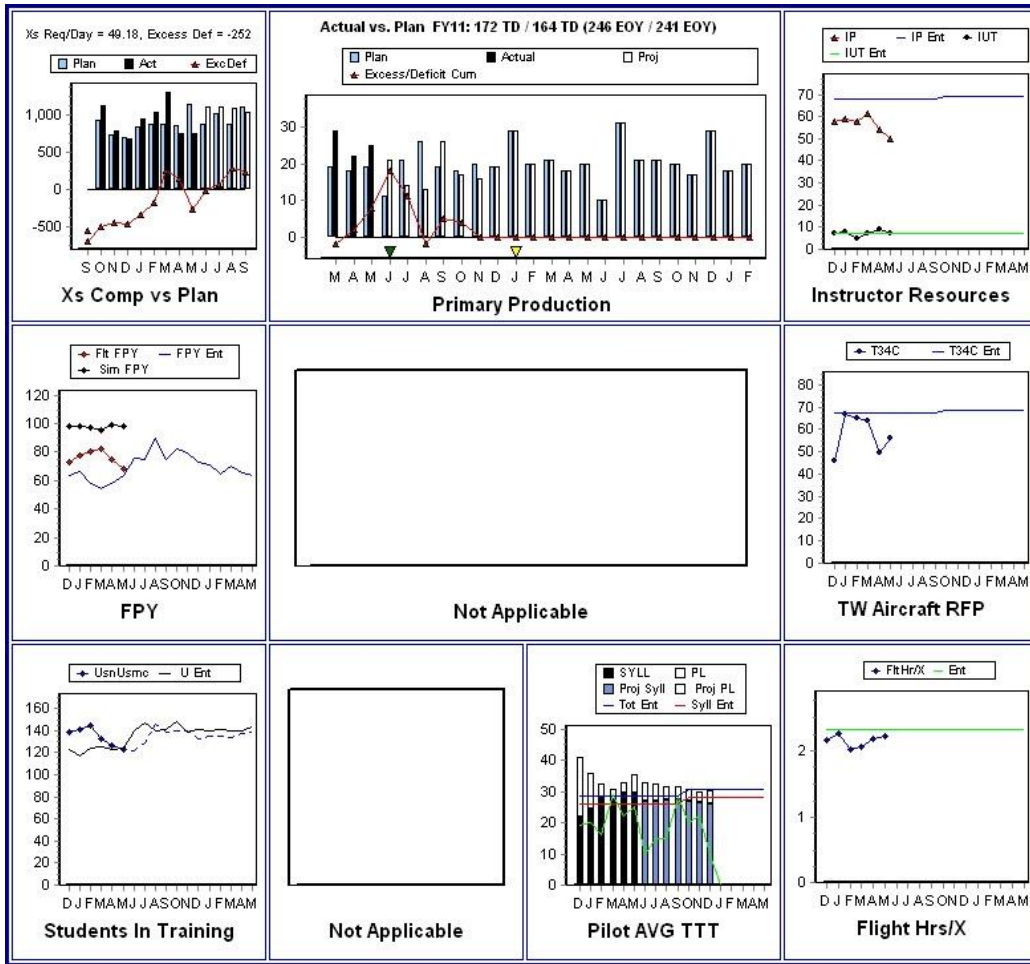 Xs Req/Day = 49.18, Excess Def = -252
Plan Act ExcDef
1,000
500
0
-500
S O N D J F M A M J J A S
Xs Comp vs Plan
Actual vs. Plan FY11: 172 TD / 164 TD (246 EOY / 241 EOY)
Plan Actual Proj
Excess/Deficit Cum
30
20
10
0
M A M J J A S O N D J F M A M J J A S O N D J F
Primary Production
IP IP Ent IUT
IUT Ent
70
60
50
40
30
20
10
0
D J F M A M J J A S O N D J F M A M
Instructor Resources
Flt FPY FPY Ent
Sim FPY
120
100
80
60
40
20
0
D J F M A M J J A S O N D J F M A M
FPY
Not Applicable
T34C T34C Ent
80
70
60
50
40
30
20
10
0
D J F M A M J J A S O N D J F M A M
TW Aircraft RFP
UsnUsmc U Ent
160
140
120
100
80
60
40
20
0
D J F M A M J J A S O N D J F M A M
Students In Training
Not Applicable
SYLL PL
Proj Syll Proj PL
Tot Ent Syll Ent
50
40
30
20
10
0
D J F M A M J J A S O N D J F M A M
Pilot AVG TTT
FltHr/X Ent
2
0
D J F M A M J J A S O N D J F M A M
Flight Hrs/X